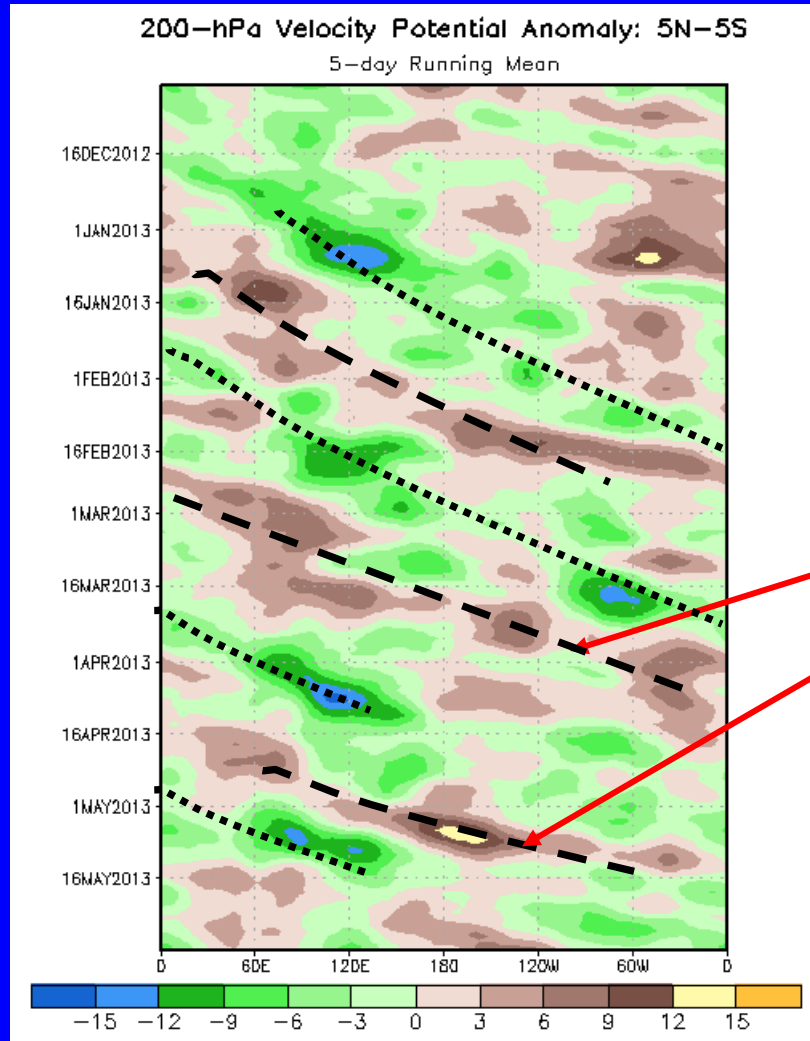 200-hPa Velocity Potential Anomaly: 5N-5S
5-day Running Mean
16DEC2012
1JAN2013
16JAN2013
1FEB2013
16FEB2013
1MAR2013
16MAR2013
1APR2013
16APR2013
1MAY2013
16MAY2013
0 60E 120E 180 120W 60W 0
-15 -12 -9 -6 -3 0 3 6 9 12 15